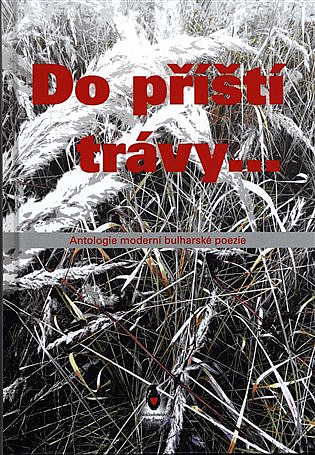 Do příští
trávy...
Antologie moderní bulharské poezie